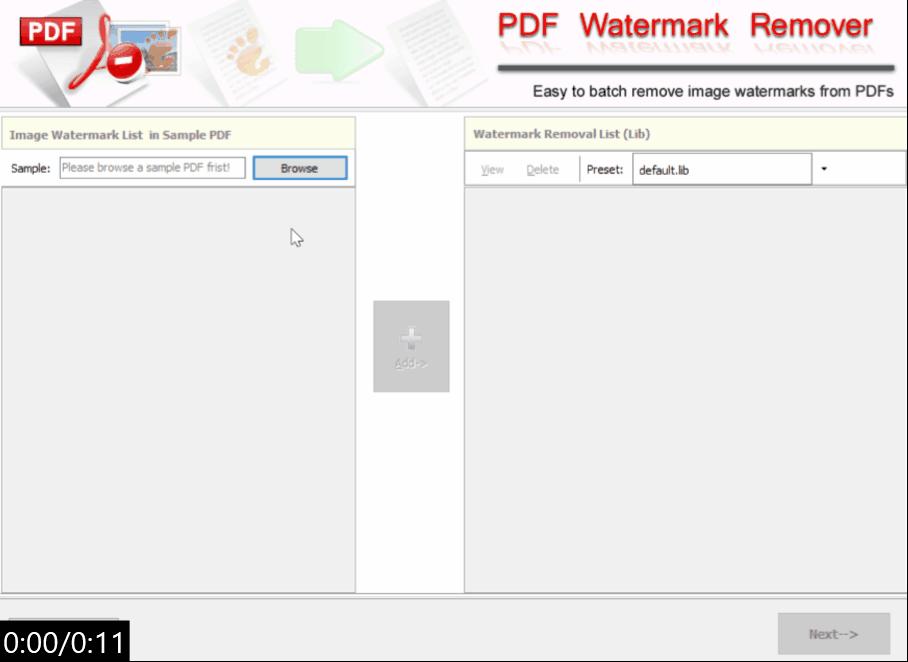 PDF
PDF Watermark Remover
Easy to batch remove image watermarks from PDFs
Image Watermark List in Sample PDF
Sample: Please browse a sample PDF frist! Browse
Watermark Removal List (Lib)
View Delete Preset: default.lib
Add->
Next-->
0:00/0:11